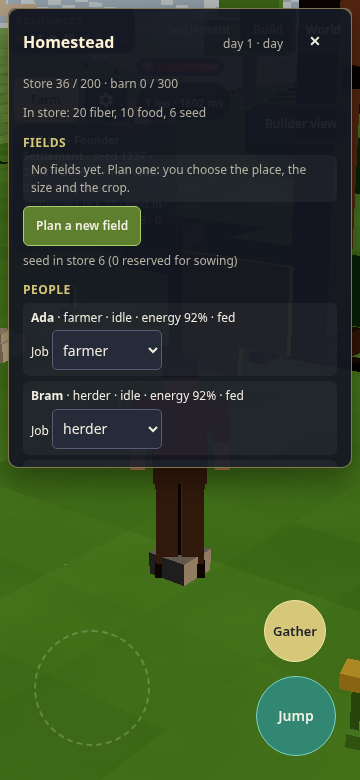 Homestead
day 1 · day
×
Store 36 / 200 · barn 0 / 300
In store: 20 fiber, 10 food, 6 seed
FIELDS
No fields yet. Plan one: you choose the place, the
size and the crop.
Plan a new field
seed in store 6 (0 reserved for sowing)
PEOPLE
Ada · farmer · idle · energy 92% · fed
Job farmer
Bram · herder · idle · energy 92% · fed
Job herder
Builder view
Gather
Jump